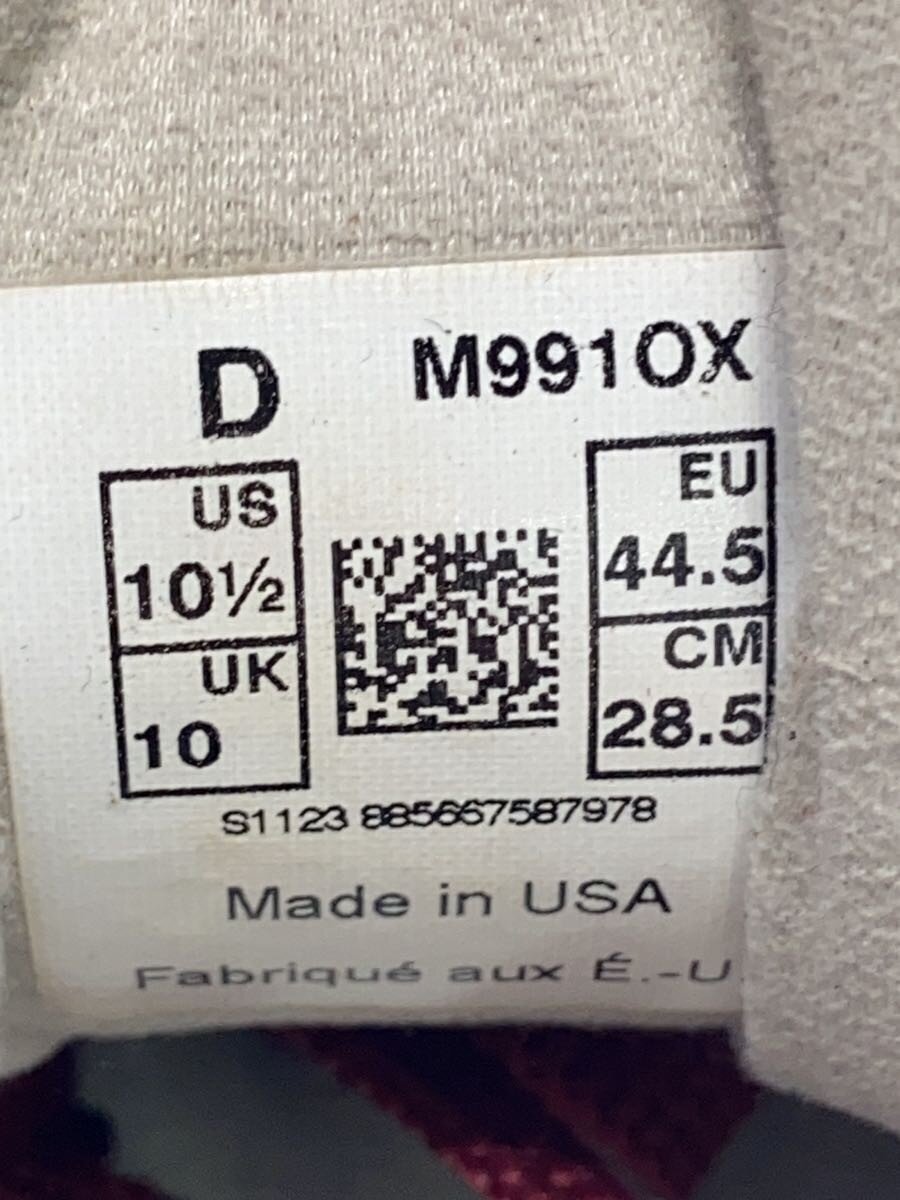 D M991OX
US
10½
UK
10
EU
44.5
CM
28.5
S1123 885667587978
Made in USA
Fabriqué aux É.-U.